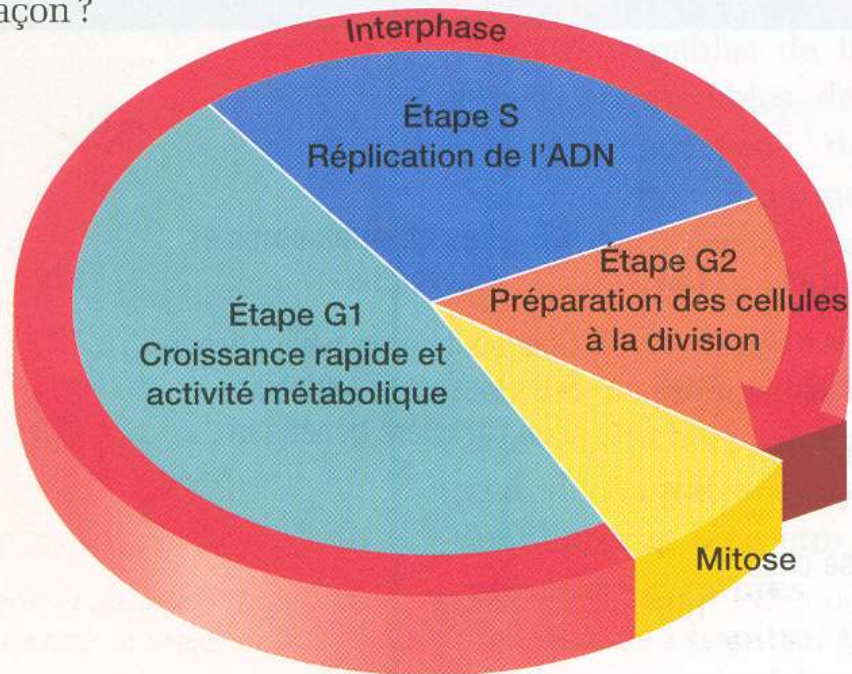 açon ?
Interphase
Étape S
Réplication de l'ADN
Étape G2
Préparation des cellules
à la division
Étape G1
Croissance rapide et
activité métabolique
Mitose